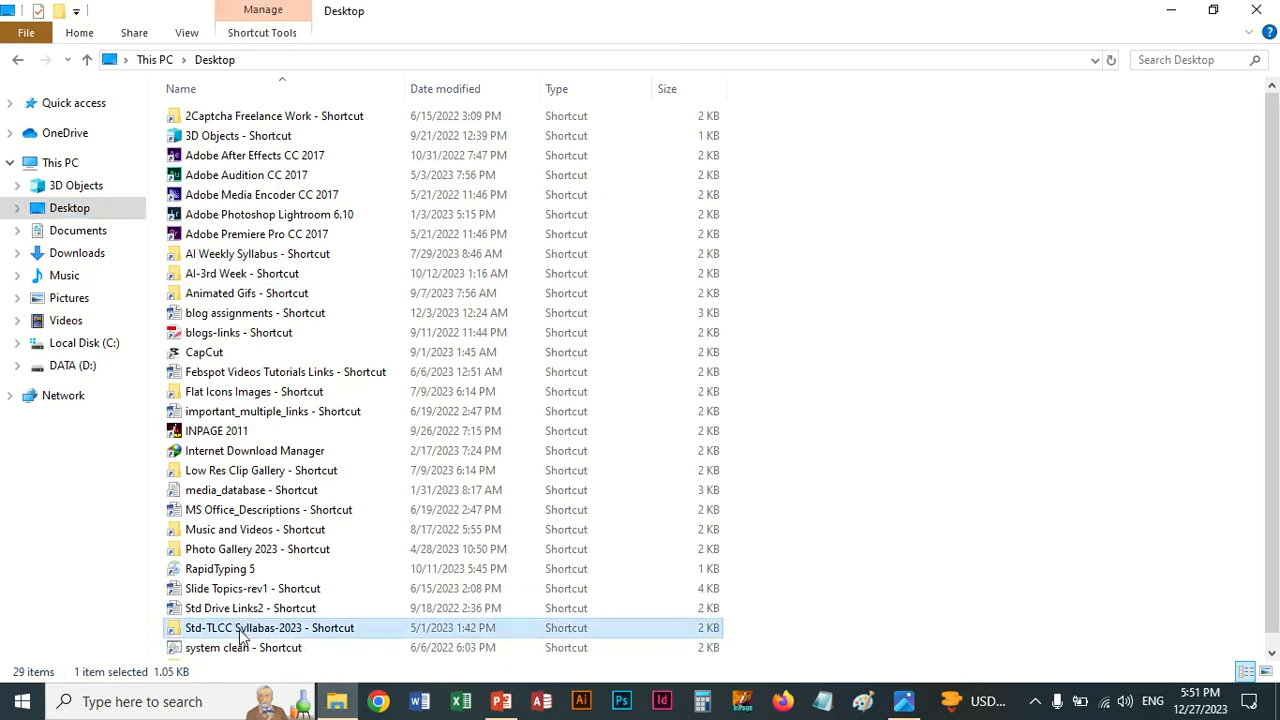 Manage Desktop
File Home Share View Shortcut Tools
This PC Desktop Search Desktop
Name Date modified Type Size
Quick access
OneDrive
This PC
3D Objects
Desktop
Documents
Downloads
Music
Pictures
Videos
Local Disk (C:)
DATA (D:)
Network
2Captcha Freelance Work - Shortcut 6/15/2022 3:09 PM Shortcut 2 KB
3D Objects - Shortcut 9/21/2022 12:39 PM Shortcut 1 KB
Adobe After Effects CC 2017 10/31/2022 7:47 PM Shortcut 2 KB
Adobe Audition CC 2017 5/3/2023 7:56 PM Shortcut 2 KB
Adobe Media Encoder CC 2017 5/21/2022 11:46 PM Shortcut 2 KB
Adobe Photoshop Lightroom 6.10 1/3/2023 5:15 PM Shortcut 2 KB
Adobe Premiere Pro CC 2017 5/21/2022 11:46 PM Shortcut 2 KB
AI Weekly Syllabus - Shortcut 7/29/2023 8:46 AM Shortcut 2 KB
AI-3rd Week - Shortcut 10/12/2023 1:16 AM Shortcut 2 KB
Animated Gifs - Shortcut 9/7/2023 7:56 AM Shortcut 2 KB
blog assignments - Shortcut 12/3/2023 12:24 AM Shortcut 3 KB
blogs-links - Shortcut 9/11/2022 11:44 PM Shortcut 2 KB
CapCut 9/1/2023 1:45 AM Shortcut 2 KB
Febspot Videos Tutorials Links - Shortcut 6/6/2023 12:51 AM Shortcut 2 KB
Flat Icons Images - Shortcut 7/9/2023 6:14 PM Shortcut 2 KB
important_multiple_links - Shortcut 6/19/2022 2:47 PM Shortcut 2 KB
INPAGE 2011 9/26/2022 7:15 PM Shortcut 2 KB
Internet Download Manager 2/17/2023 7:24 PM Shortcut 2 KB
Low Res Clip Gallery - Shortcut 7/9/2023 6:14 PM Shortcut 2 KB
media_database - Shortcut 1/31/2023 8:17 AM Shortcut 3 KB
MS Office_Descriptions - Shortcut 6/19/2022 2:47 PM Shortcut 2 KB
Music and Videos - Shortcut 8/17/2022 5:55 PM Shortcut 2 KB
Photo Gallery 2023 - Shortcut 4/28/2023 10:50 PM Shortcut 2 KB
RapidTyping 5 10/11/2023 5:45 PM Shortcut 1 KB
Slide Topics-rev1 - Shortcut 6/15/2023 2:08 PM Shortcut 4 KB
Std Drive Links2 - Shortcut 9/18/2022 2:36 PM Shortcut 2 KB
Std-TLCC Syllabas-2023 - Shortcut 5/1/2023 1:42 PM Shortcut 2 KB
system clean - Shortcut 6/6/2022 6:03 PM Shortcut 2 KB
29 items 1 item selected 1.05 KB
Type here to search USD... ENG 5:51 PM
12/27/2023